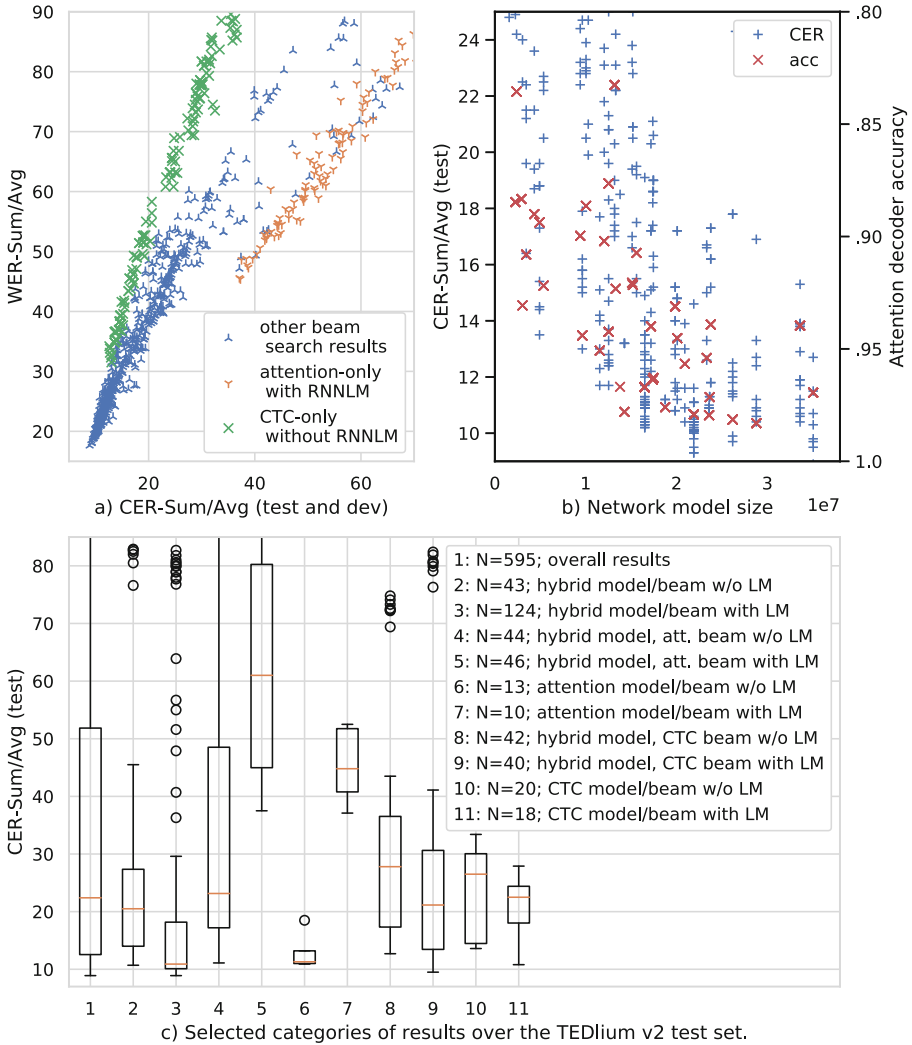 90
80
70
60
50
40
30
20
WER-Sum/Avg
20
40
60
a) CER-Sum/Avg (test and dev)
other beam
search results
attention-only
with RNNLM
CTC-only
without RNNLM
24
22
20
18
16
14
12
10
CER-Sum/Avg (test)
CER
acc
.80
.85
.90
.95
1.0
Attention decoder accuracy
0
1
2
3
1e7
b) Network model size
80
70
60
50
40
30
20
10
CER-Sum/Avg (test)
1: N=595; overall results
2: N=43; hybrid model/beam w/o LM
3: N=124; hybrid model/beam with LM
4: N=44; hybrid model, att. beam w/o LM
5: N=46; hybrid model, att. beam with LM
6: N=13; attention model/beam w/o LM
7: N=10; attention model/beam with LM
8: N=42; hybrid model, CTC beam w/o LM
9: N=40; hybrid model, CTC beam with LM
10: N=20; CTC model/beam w/o LM
11: N=18; CTC model/beam with LM
1 2 3 4 5 6 7 8 9 10 11
c) Selected categories of results over the TEDlium v2 test set.